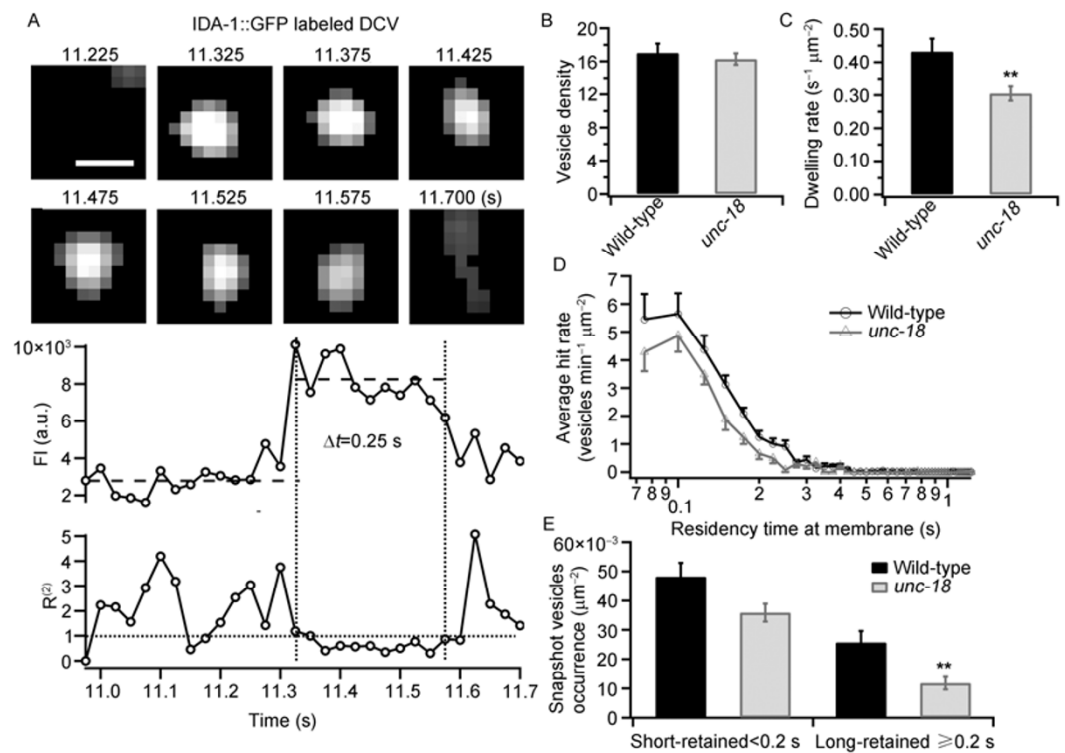 A
IDA-1::GFP labeled DCV
11.225 11.325 11.375 11.425
11.475 11.525 11.575 11.700 (s)
10×10³
8
6
4
2
FI (a.u.)
Δt=0.25 s
5
4
3
2
1
0
R(2)
11.0 11.1 11.2 11.3 11.4 11.5 11.6 11.7
Time (s)
B
20
16
12
8
4
0
Vesicle density
Wild-type unc-18
C
0.50
0.40
0.30
0.20
0.10
0.00
Dwelling rate (s⁻¹ μm⁻²)
**
Wild-type unc-18
D
7
6
5
4
3
2
1
0
Average hit rate
(vesicles min⁻¹ μm⁻²)
Wild-type
unc-18
7 8 9 0.1 2 3 4 5 6 7 8 9 1
Residency time at membrane (s)
E
60×10⁻³
50
40
30
20
10
0
Snapshot vesicles
occurrence (μm⁻²)
Wild-type
unc-18
**
Short-retained<0.2 s Long-retained ⩾0.2 s